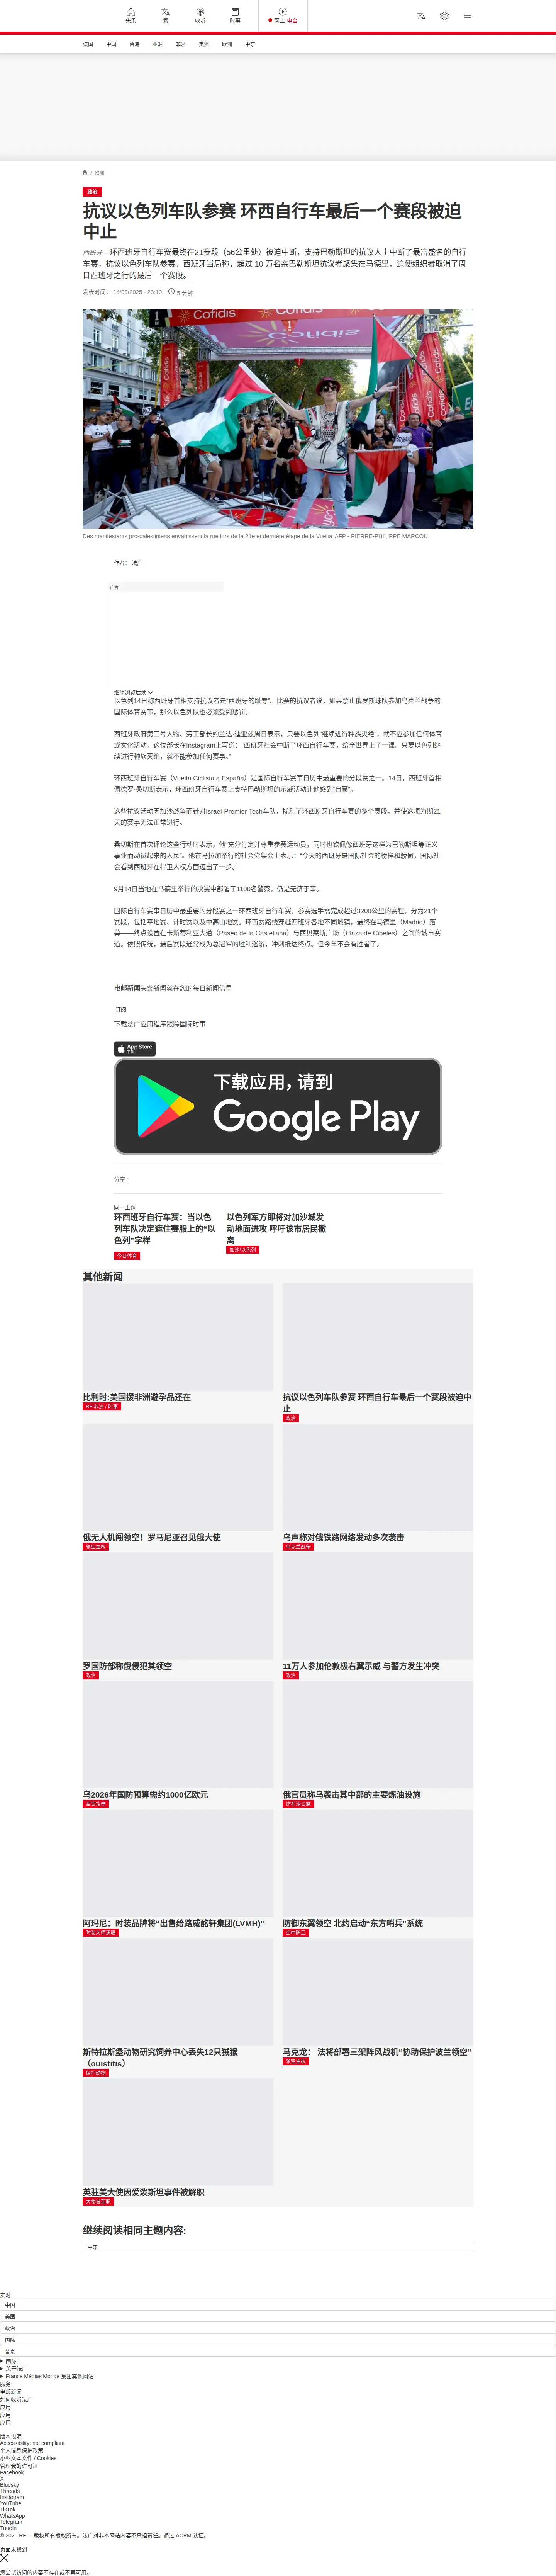 头条
繁
收听
时事
网上 电台
法国
中国
台海
亚洲
非洲
美洲
欧洲
中东
/ 欧洲
政治
抗议以色列车队参赛 环西自行车最后一个赛段被迫
中止
西班牙 – 环西班牙自行车赛最终在21赛段（56公里处）被迫中断，支持巴勒斯坦的抗议人士中断了最富盛名的自行
车赛，抗议以色列车队参赛。西班牙当局称，超过 10 万名亲巴勒斯坦抗议者聚集在马德里，迫使组织者取消了周
日西班牙之行的最后一个赛段。
发表时间： 14/09/2025 - 23:10
5 分钟
Cofidis
Des manifestants pro-palestiniens envahissent la rue lors de la 21e et dernière étape de la Vuelta AFP - PIERRE-PHILIPPE MARCOU
作者： 法广
广告
继续浏览后续
以色列14日称西班牙首相支持抗议者是“西班牙的耻辱”。比赛的抗议者说，如果禁止俄罗斯球队参加乌克兰战争的
国际体育赛事，那么以色列队也必须受到惩罚。
西班牙政府第三号人物、劳工部长约兰达·迪亚兹周日表示，只要以色列“继续进行种族灭绝”，就不应参加任何体育
或文化活动。这位部长在Instagram上写道：“西班牙社会中断了环西自行车赛，给全世界上了一课。只要以色列继
续进行种族灭绝，就不能参加任何赛事。”
环西班牙自行车赛（Vuelta Ciclista a España）是国际自行车赛事日历中最重要的分段赛之一。14日，西班牙首相
佩德罗·桑切斯表示，环西班牙自行车赛上支持巴勒斯坦的示威活动让他感到“自豪”。
这些抗议活动因加沙战争而针对Israel-Premier Tech车队，扰乱了环西班牙自行车赛的多个赛段，并使这项为期21
天的赛事无法正常进行。
桑切斯在首次评论这些行动时表示，他“充分肯定并尊重参赛运动员，同时也钦佩像西班牙这样为巴勒斯坦等正义
事业而动员起来的人民”。他在马拉加举行的社会党集会上表示：“今天的西班牙是国际社会的榜样和骄傲，国际社
会看到西班牙在捍卫人权方面迈出了一步。”
9月14日当地在马德里举行的决赛中部署了1100名警察，仍是无济于事。
国际自行车赛事日历中最重要的分段赛之一环西班牙自行车赛，参赛选手需完成超过3200公里的赛程，分为21个
赛段，包括平地赛、计时赛以及中高山地赛。环西赛路线穿越西班牙各地不同城镇，最终在马德里（Madrid）落
幕——终点设置在卡斯蒂利亚大道（Paseo de la Castellana）与西贝莱斯广场（Plaza de Cibeles）之间的城市赛
道。依照传统，最后赛段通常成为总冠军的胜利巡游，冲刺抵达终点。但今年不会有胜者了。
电邮新闻头条新闻就在您的每日新闻信里
订阅
下载法广应用程序跟踪国际时事
App Store
下载
下载应用，请到
Google Play
分享：
同一主题
环西班牙自行车赛：当以色
列车队决定遮住赛服上的“以
色列”字样
今日体育
以色列军方即将对加沙城发
动地面进攻 呼吁该市居民撤
离
加沙/以色列
其他新闻
比利时:美国援非洲避孕品还在
RFI非洲 / 时事
抗议以色列车队参赛 环西自行车最后一个赛段被迫中
止
政治
俄无人机闯领空！罗马尼亚召见俄大使
领空主权
乌声称对俄铁路网络发动多次袭击
乌克兰战争
罗国防部称俄侵犯其领空
政治
11万人参加伦敦极右翼示威 与警方发生冲突
政治
乌2026年国防预算需约1000亿欧元
军事攻击
俄官员称乌袭击其中部的主要炼油设施
炸石油设施
阿玛尼：时装品牌将“出售给路威酩轩集团(LVMH)”
时装大师遗嘱
防御东翼领空 北约启动“东方哨兵”系统
空中防卫
斯特拉斯堡动物研究饲养中心丢失12只狨猴
（ouistitis）
保护动物
马克龙： 法将部署三架阵风战机“协助保护波兰领空”
领空主权
英驻美大使因爱泼斯坦事件被解职
大使被革职
继续阅读相同主题内容:
中东
实时
中国
美国
政治
国际
普京
国际
关于法广
France Médias Monde 集团其他网站
服务
电邮新闻
如何收听法广
应用
应用
应用
版本说明
Accessibility: not compliant
个人信息保护政策
小型文本文件 / Cookies
管理我的许可证
Facebook
X
Bluesky
Threads
Instagram
YouTube
TikTok
WhatsApp
Telegram
TuneIn
© 2025 RFI – 版权所有版权所有。法广对非本网站内容不承担责任。通过 ACPM 认证。
页面未找到
您尝试访问的内容不存在或不再可用。